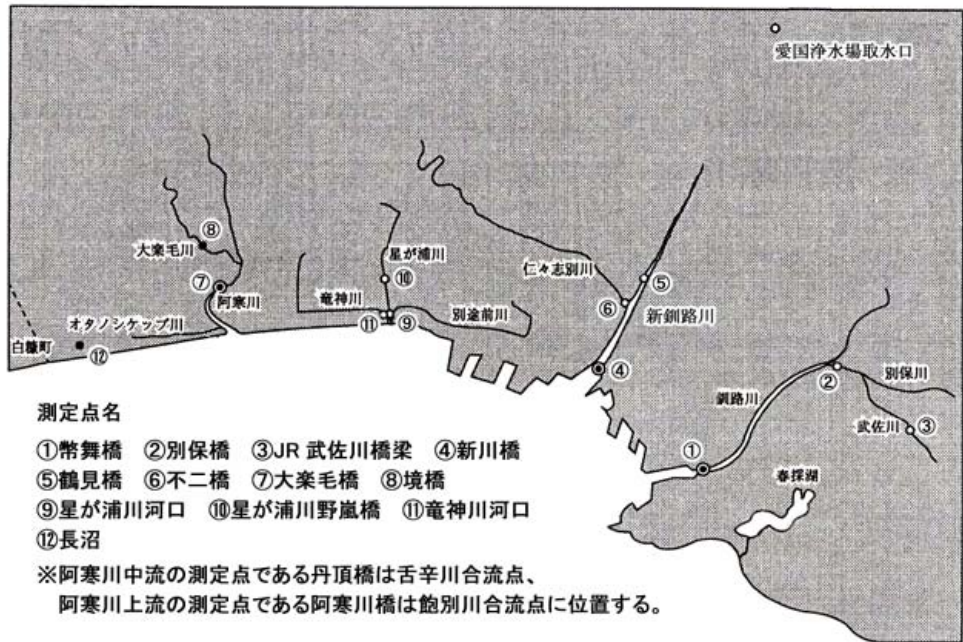 愛国浄水場取水口
⑧
大楽毛川
星が浦川
仁々志別川
⑤
⑦
阿寒川
⑩
竜神川
⑥
新釧路川
オタノシケップ川
⑪
⑨
別途前川
白糠町
⑫
④
②
別保川
釧路川
武佐川
③
①
春採湖
測定点名
①幣舞橋 ②別保橋 ③JR 武佐川橋梁 ④新川橋
⑤鶴見橋 ⑥不二橋 ⑦大楽毛橋 ⑧境橋
⑨星が浦川河口 ⑩星が浦川野嵐橋 ⑪竜神川河口
⑫長沼
※阿寒川中流の測定点である丹頂橋は舌辛川合流点、
阿寒川上流の測定点である阿寒川橋は飽別川合流点に位置する。